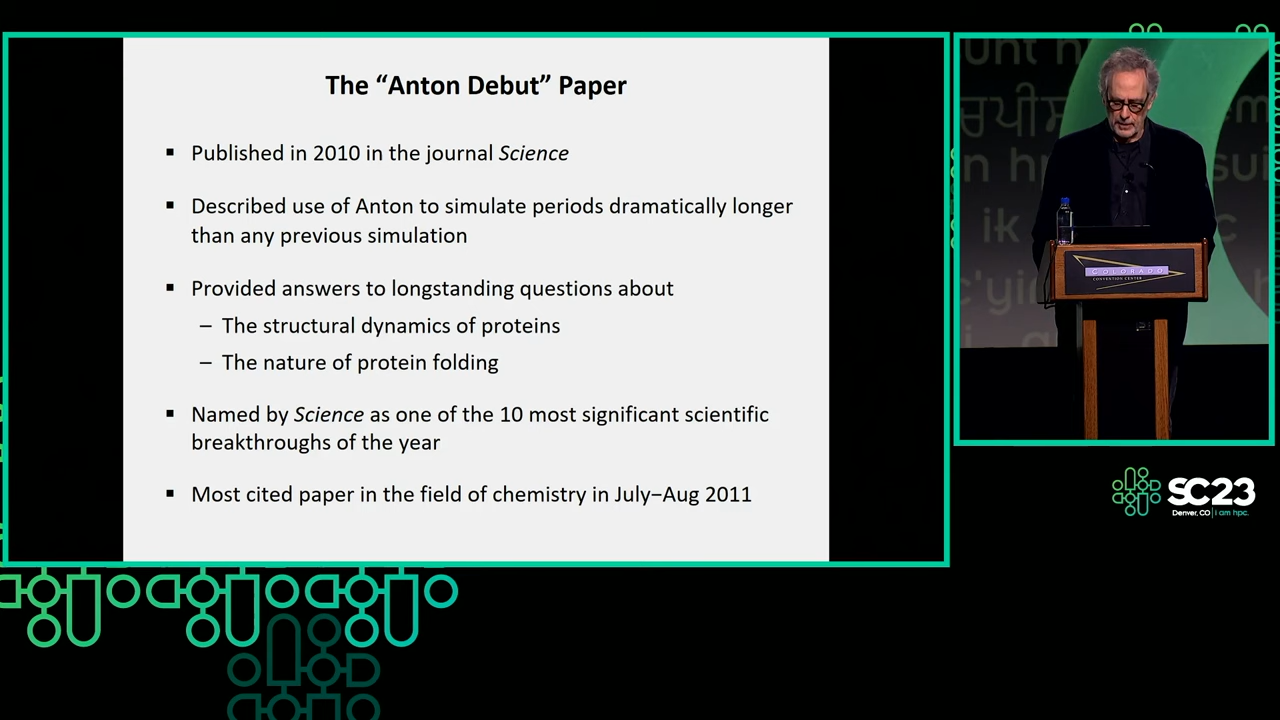 The “Anton Debut” Paper
▪ Published in 2010 in the journal Science
▪ Described use of Anton to simulate periods dramatically longer
than any previous simulation
▪ Provided answers to longstanding questions about
– The structural dynamics of proteins
– The nature of protein folding
▪ Named by Science as one of the 10 most significant scientific
breakthroughs of the year
▪ Most cited paper in the field of chemistry in July–Aug 2011
COLORADO
CONVENTION CENTER
SC23
Denver, CO | i am hpc.